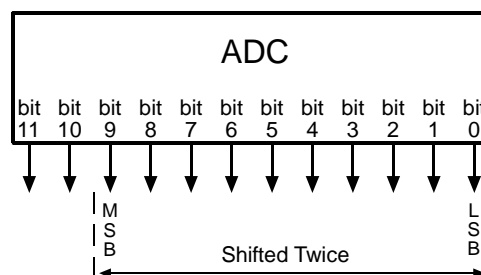 ADC
bit bit bit bit bit bit bit bit bit bit bit bit
11 10 9 8 7 6 5 4 3 2 1 0
M L
S S
B B
Shifted Twice